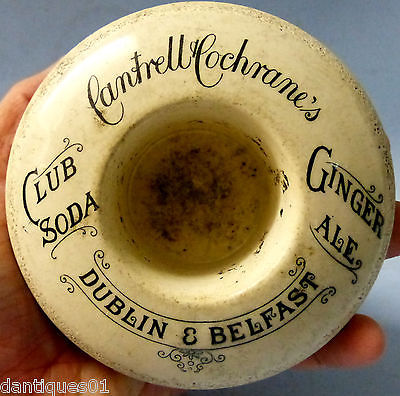 Cantrell & Cochrane's
CLUB
SODA
GINGER
ALE
DUBLIN & BELFAST
dantiques01